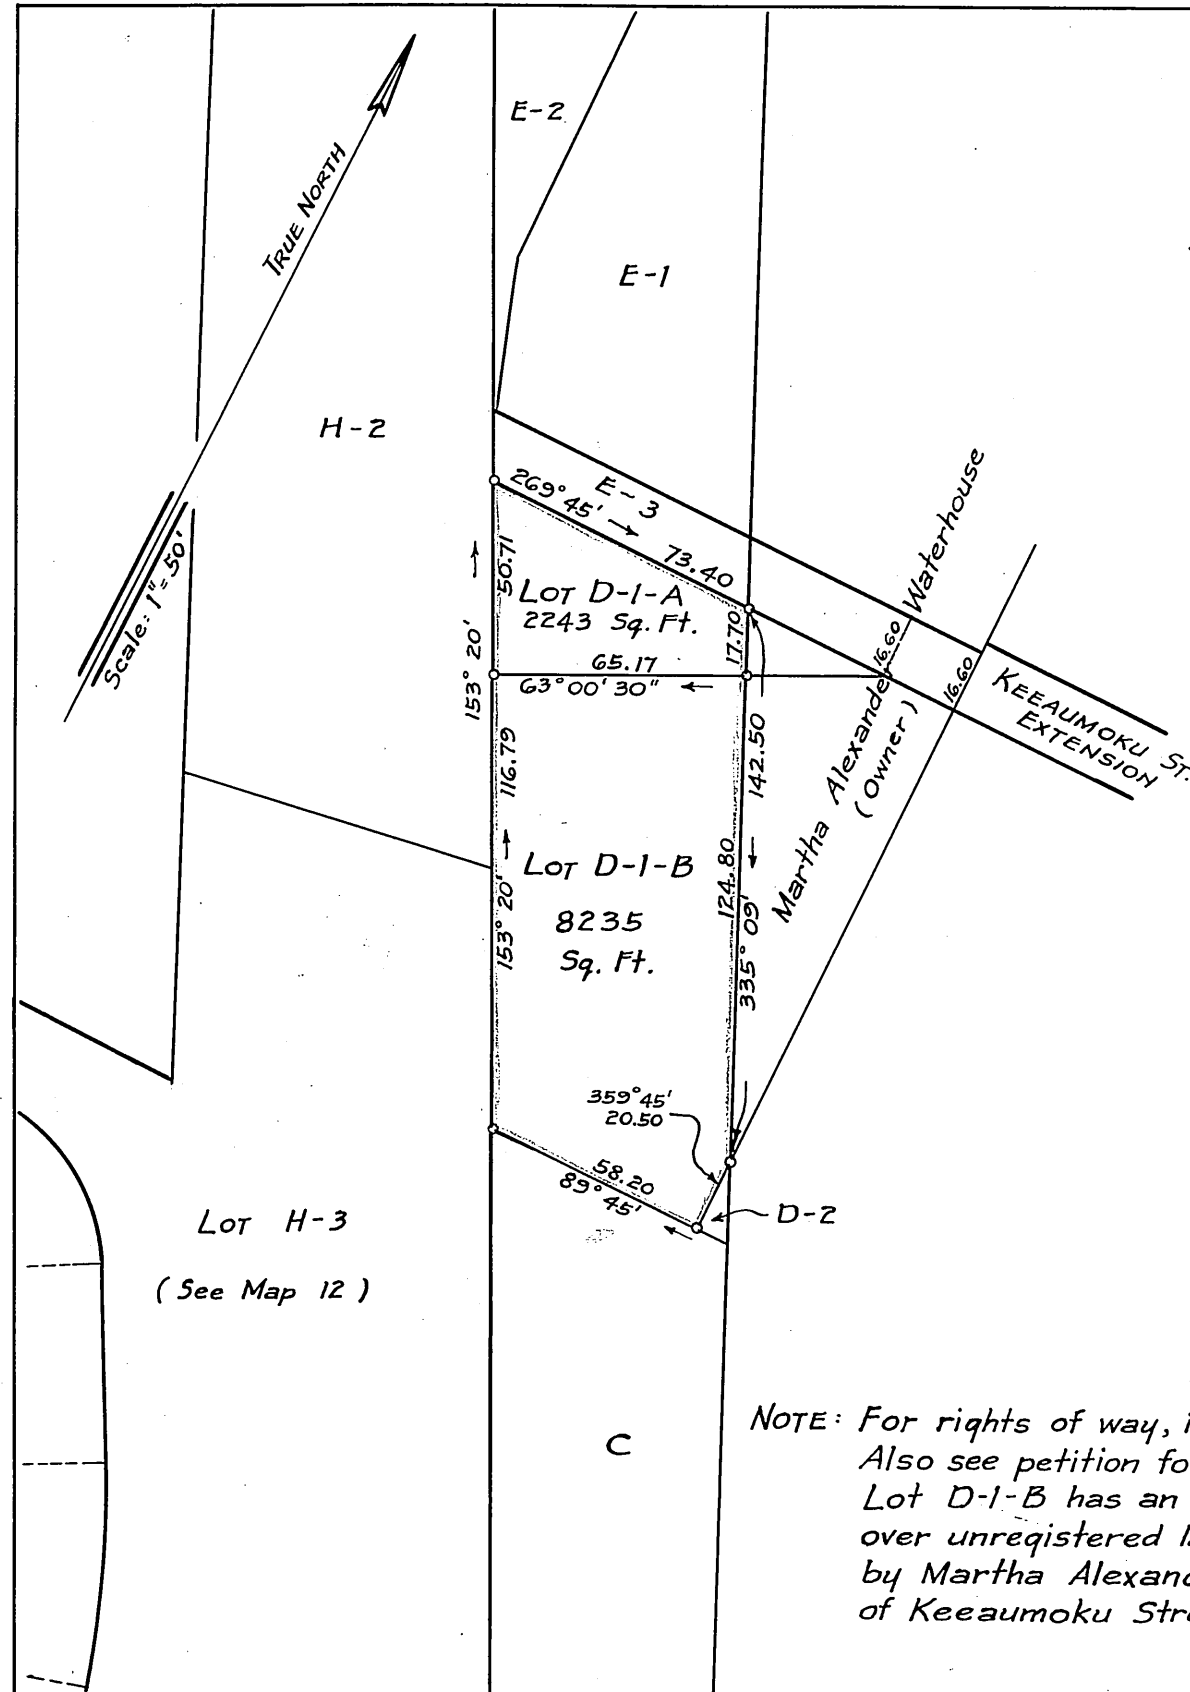 E-2
TRUE NORTH
E-1
H-2
Scale: 1"=50'
E-3
269°45'
73.40
50.71
153° 20'
LOT D-1-A
2243 Sq. Ft.
17.70
65.17
63°00'30"
Waterhouse
16.60
16.60
Martha Alexander
(Owner)
KEEAUMOKU ST.
EXTENSION
116.79
142.50
153° 20'
LOT D-1-B
8235
Sq. Ft.
124.80
335° 09'
359°45'
20.50
58.20
89°45'
D-2
LOT H-3
(See Map 12)
C
NOTE: For rights of way,
Also see petition
Lot D-1-B has an
over unregistered
by Martha
of Keeaumoku